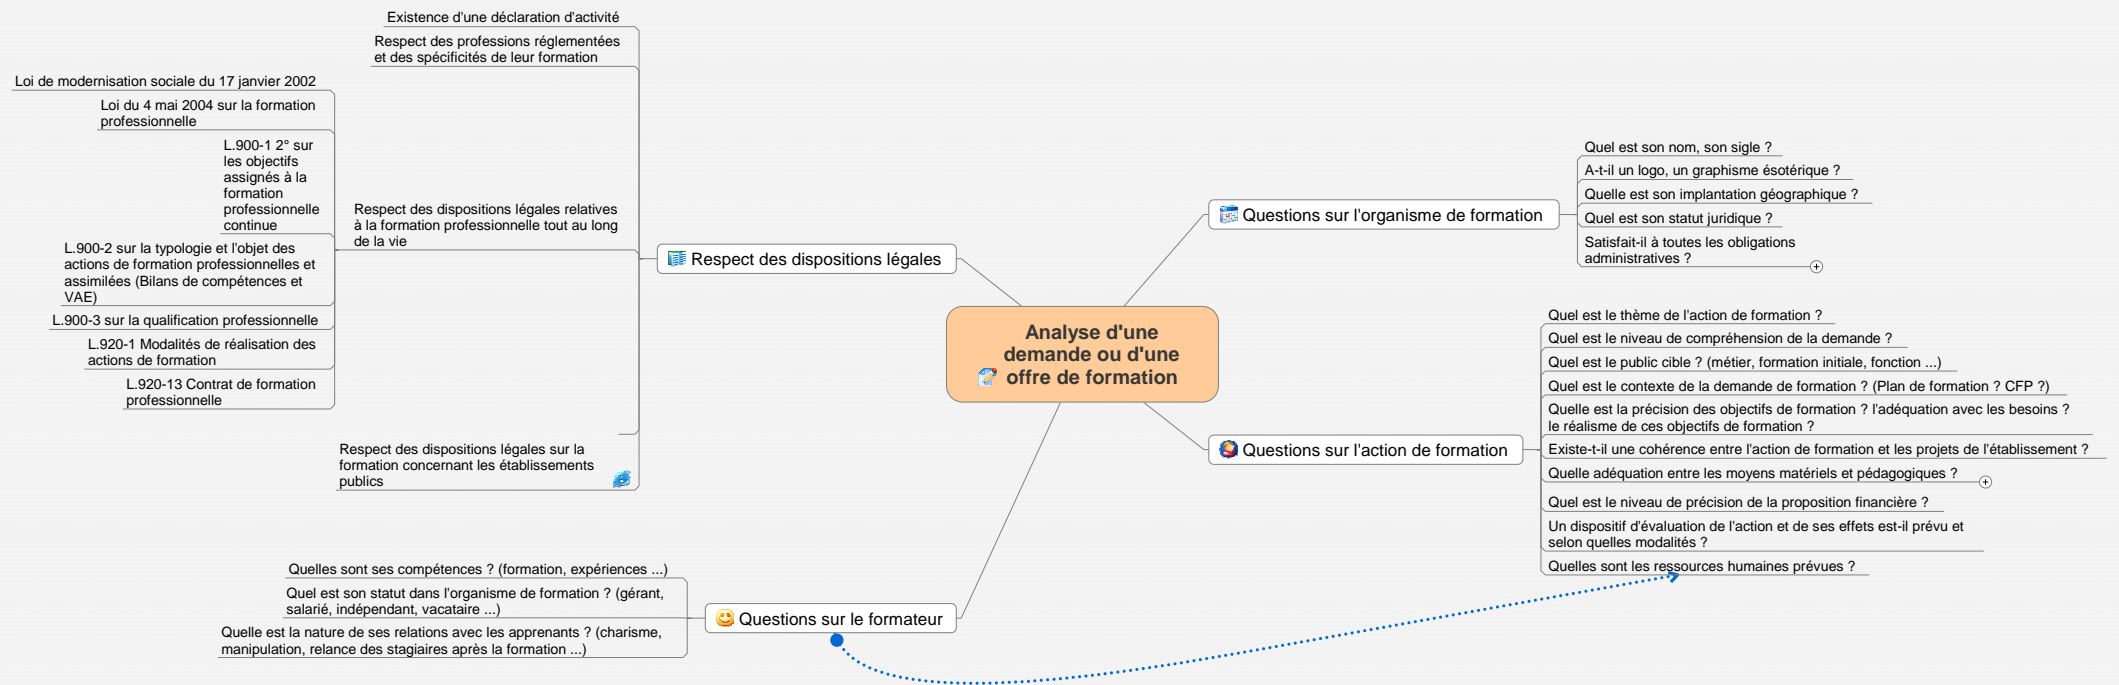 Analyse d'une
demande ou d'une
offre de formation
Questions sur l'organisme de formation
Quel est son nom, son sigle ?
A-t-il un logo, un graphisme ésotérique ?
Quelle est son implantation géographique ?
Quel est son statut juridique ?
Satisfait-il à toutes les obligations
administratives ?
Questions sur l'action de formation
Quel est le thème de l'action de formation ?
Quel est le niveau de compréhension de la demande ?
Quel est le public cible ? (métier, formation initiale, fonction ...)
Quel est le contexte de la demande de formation ? (Plan de formation ? CFP ?)
Quelle est la précision des objectifs de formation ? l'adéquation avec les besoins ?
le réalisme de ces objectifs de formation ?
Existe-t-il une cohérence entre l'action de formation et les projets de l'établissement ?
Quelle adéquation entre les moyens matériels et pédagogiques ?
Quel est le niveau de précision de la proposition financière ?
Un dispositif d'évaluation de l'action et de ses effets est-il prévu et
selon quelles modalités ?
Quelles sont les ressources humaines prévues ?
Questions sur le formateur
Quelles sont ses compétences ? (formation, expériences ...)
Quel est son statut dans l'organisme de formation ? (gérant,
salarié, indépendant, vacataire ...)
Quelle est la nature de ses relations avec les apprenants ? (charisme,
manipulation, relance des stagiaires après la formation ...)
Respect des dispositions légales
Existence d'une déclaration d'activité
Respect des professions réglementées
et des spécificités de leur formation
Respect des dispositions légales relatives
à la formation professionnelle tout au long
de la vie
Loi de modernisation sociale du 17 janvier 2002
Loi du 4 mai 2004 sur la formation
professionnelle
L.900-1 2° sur
les objectifs
assignés à la
formation
professionnelle
continue
L.900-2 sur la typologie et l'objet des
actions de formation professionnelles et
assimilées (Bilans de compétences et
VAE)
L.900-3 sur la qualification professionnelle
L.920-1 Modalités de réalisation des
actions de formation
L.920-13 Contrat de formation
professionnelle
Respect des dispositions légales sur la
formation concernant les établissements
publics